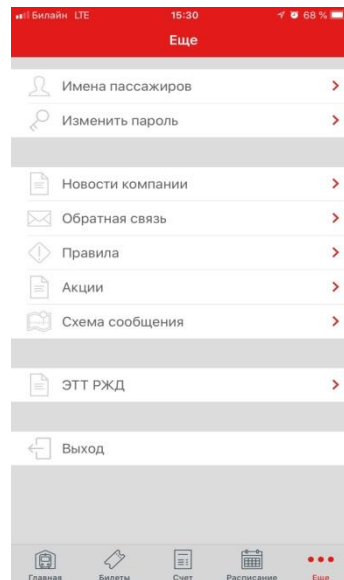 Билайн LTE 15:30 68 %
Еще
Имена пассажиров
Изменить пароль
Новости компании
Обратная связь
Правила
Акции
Схема сообщения
ЭТТ РЖД
Выход
Главная Билеты Счет Расписание Еще